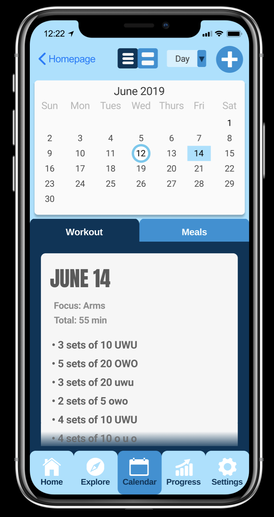 12:22
Homepage
Day
June 2019
Sun Mon Tues Wed Thurs Fri Sat
1
2 3 4 5 6 7 8
9 10 11 12 13 14 15
16 17 18 19 20 21 22
23 24 25 26 27 28 29
30
Workout Meals
JUNE 14
Focus: Arms
Total: 55 min
• 3 sets of 10 UWU
• 5 sets of 20 OWO
• 3 sets of 20 uwu
• 2 sets of 5 owo
• 4 sets of 10 UWU
• 4 sets of 10 o u o
Home Explore Calendar Progress Settings